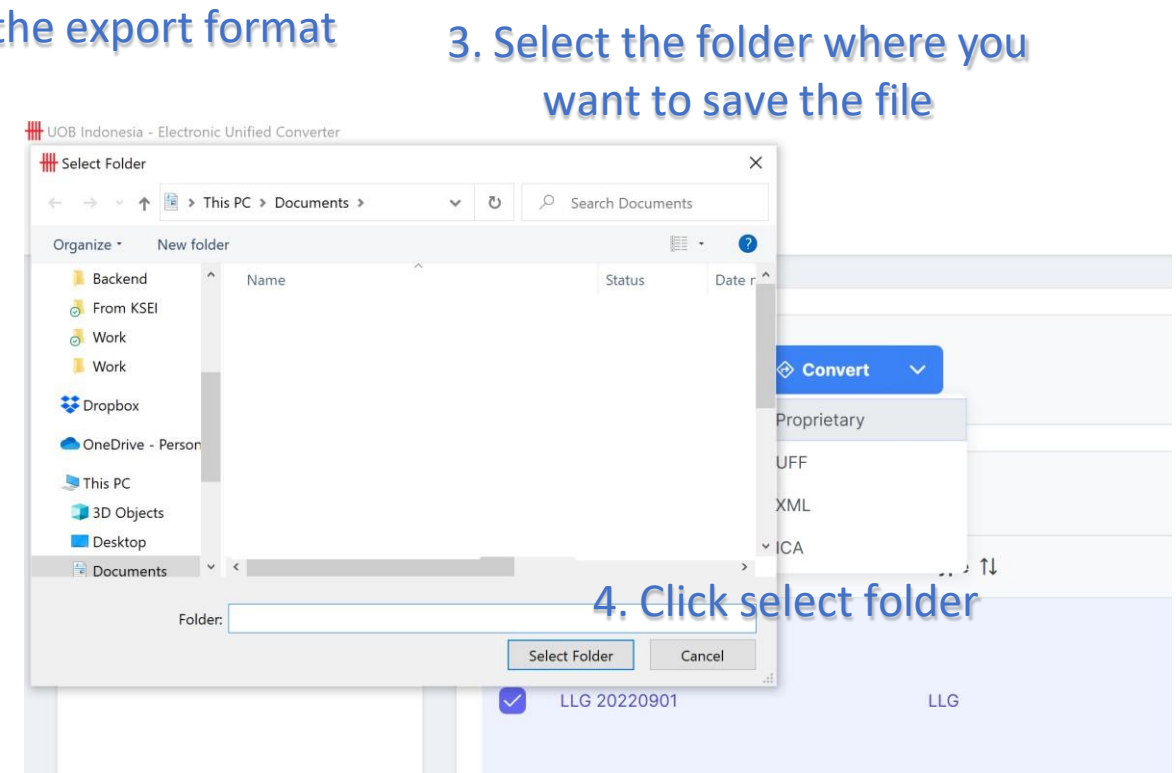 the export format
3. Select the folder where you
want to save the file
UOB Indonesia - Electronic Unified Converter
Select Folder
This PC > Documents >
Search Documents
Organize
New folder
Backend
From KSEI
Work
Work
Dropbox
OneDrive - Person
This PC
3D Objects
Desktop
Documents
Name
Status
Date r
Convert
Proprietary
UFF
XML
ICA
4. Click select folder
Folder:
Select Folder
Cancel
LLG 20220901
LLG